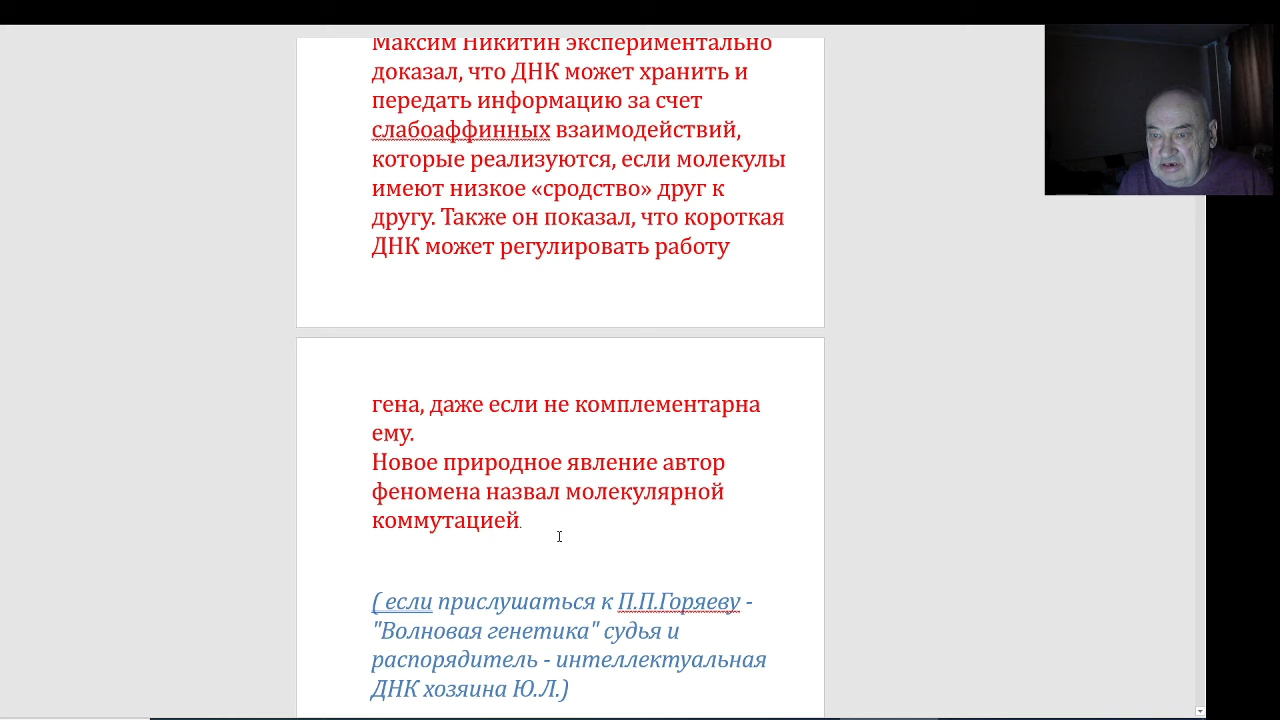 Максим Никитин экспериментально
доказал, что ДНК может хранить и
передать информацию за счет
слабоаффинных взаимодействий,
которые реализуются, если молекулы
имеют низкое «сродство» друг к
другу. Также он показал, что короткая
ДНК может регулировать работу
гена, даже если не комплементарна
ему.
Новое природное явление автор
феномена назвал молекулярной
коммутацией.
( если прислушаться к П.П.Горяеву -
"Волновая генетика" судья и
распорядитель - интеллектуальная
ДНК хозяина Ю.Л.)